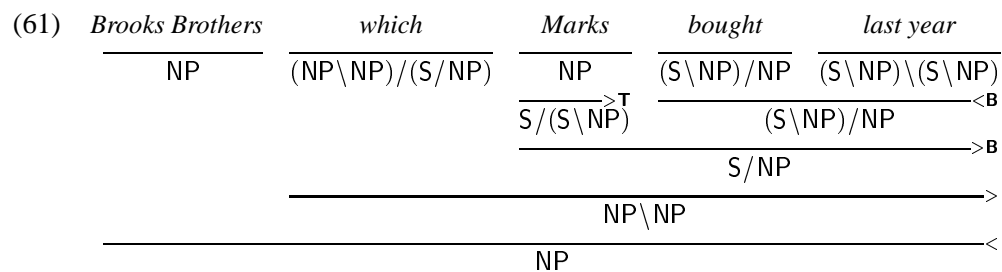 (61) Brooks Brothers which Marks bought last year
NP (NP\NP)/(S/NP) NP (S\NP)/NP (S\NP)\(S\NP)
>T <B
S/(S\NP) (S\NP)/NP
>B
S/NP
>
NP\NP
<
NP